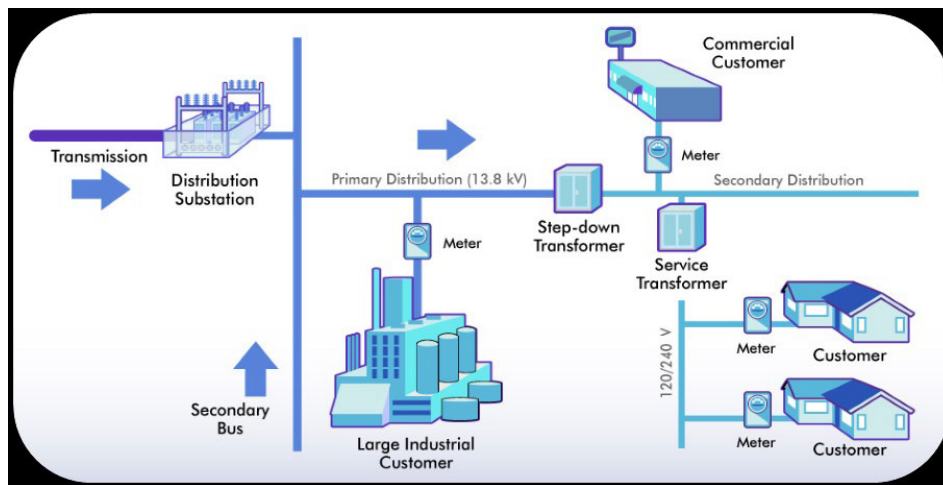 Commercial
Customer
Transmission
Distribution
Substation
Meter
Primary Distribution (13.8 kV)
Secondary Distribution
Step-down
Transformer
Meter
Service
Transformer
120/240 V
Meter
Customer
Secondary
Bus
Large Industrial
Customer
Meter
Customer